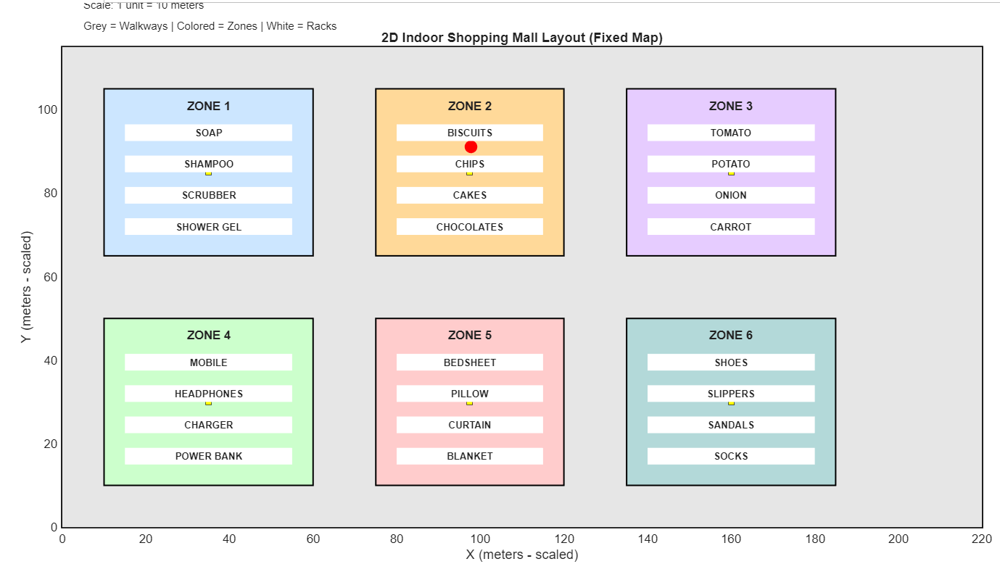 Scale: 1 unit = 10 meters
Grey = Walkways | Colored = Zones | White = Racks
2D Indoor Shopping Mall Layout (Fixed Map)
ZONE 1
SOAP
SHAMPOO
SCRUBBER
SHOWER GEL
ZONE 2
BISCUITS
CHIPS
CAKES
CHOCOLATES
ZONE 3
TOMATO
POTATO
ONION
CARROT
ZONE 4
MOBILE
HEADPHONES
CHARGER
POWER BANK
ZONE 5
BEDSHEET
PILLOW
CURTAIN
BLANKET
ZONE 6
SHOES
SLIPPERS
SANDALS
SOCKS
100
80
60
40
20
0
Y (meters - scaled)
0 20 40 60 80 100 120 140 160 180 200 220
X (meters - scaled)